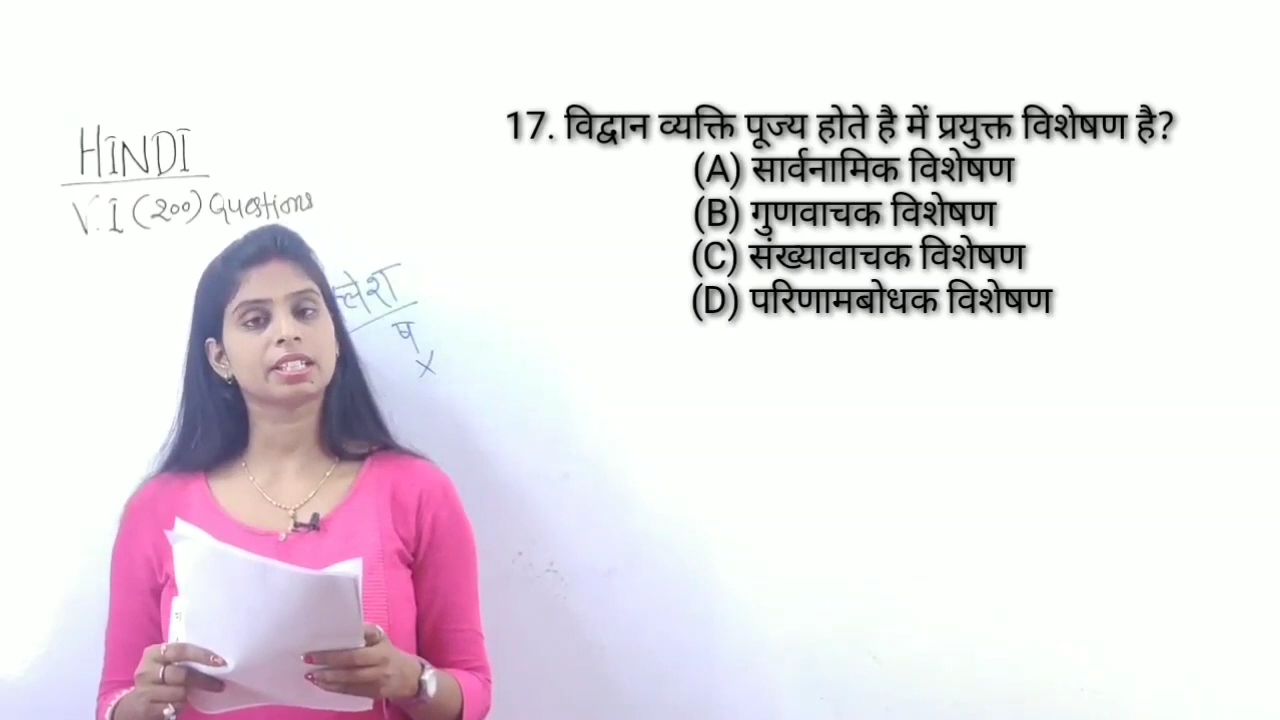 HINDI
V.I (200) Questions
17. विद्वान व्यक्ति पूज्य होते है में प्रयुक्त विशेषण है?
(A) सार्वनामिक विशेषण
(B) गुणवाचक विशेषण
(C) संख्यावाचक विशेषण
(D) परिणामबोधक विशेषण
ष
x